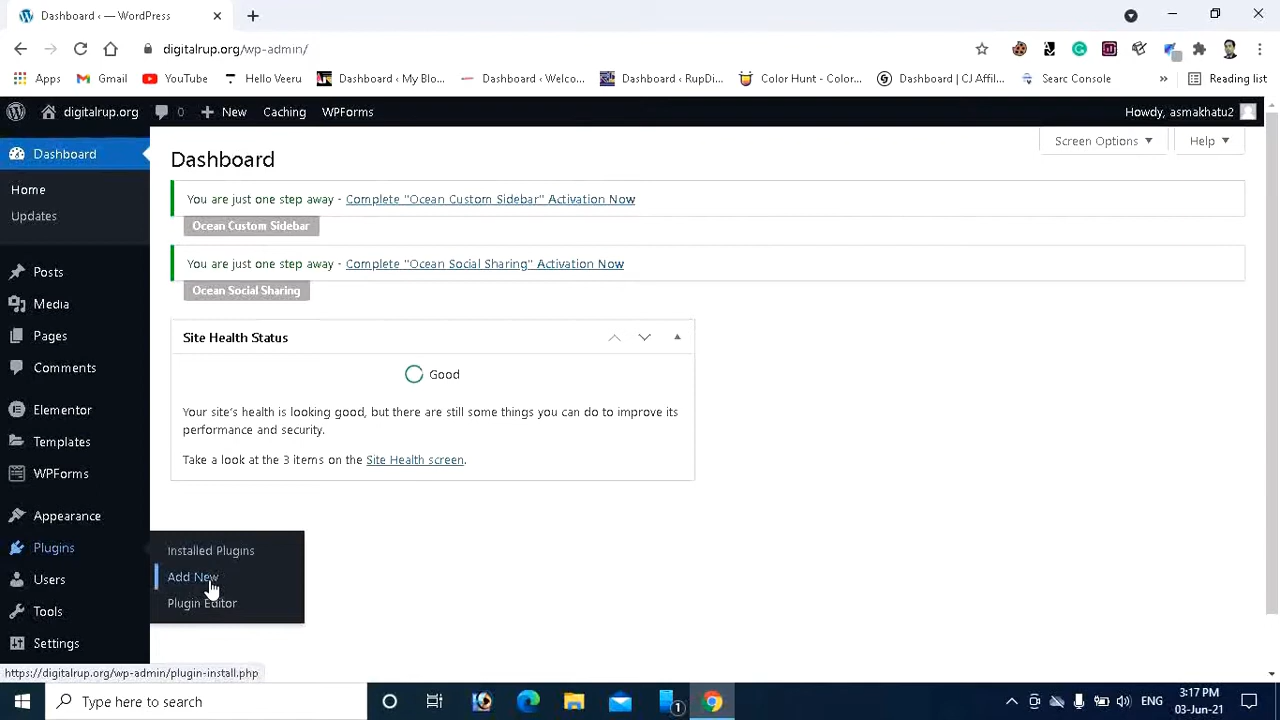 Dashboard ‹ — WordPress
digitalrup.org/wp-admin/
Apps Gmail YouTube Hello Veeru Dashboard ‹ My Blo... Dashboard ‹ Welco... Dashboard ‹ RupDi... Color Hunt - Color... Dashboard | CJ Affil... Searc Console » Reading list
digitalrup.org 0 New Caching WPForms Howdy, asmakhatu2
Screen Options Help
Dashboard
Home
Updates
Posts
Media
Pages
Comments
Elementor
Templates
WPForms
Appearance
Plugins
Users
Tools
Settings
Installed Plugins
Add New
Plugin Editor
Dashboard
You are just one step away - Complete "Ocean Custom Sidebar" Activation Now
Ocean Custom Sidebar
You are just one step away - Complete "Ocean Social Sharing" Activation Now
Ocean Social Sharing
Site Health Status
Good
Your site's health is looking good, but there are still some things you can do to improve its
performance and security.
Take a look at the 3 items on the Site Health screen.
https://digitalrup.org/wp-admin/plugin-install.php
Type here to search
1
ENG
3:17 PM
03-Jun-21